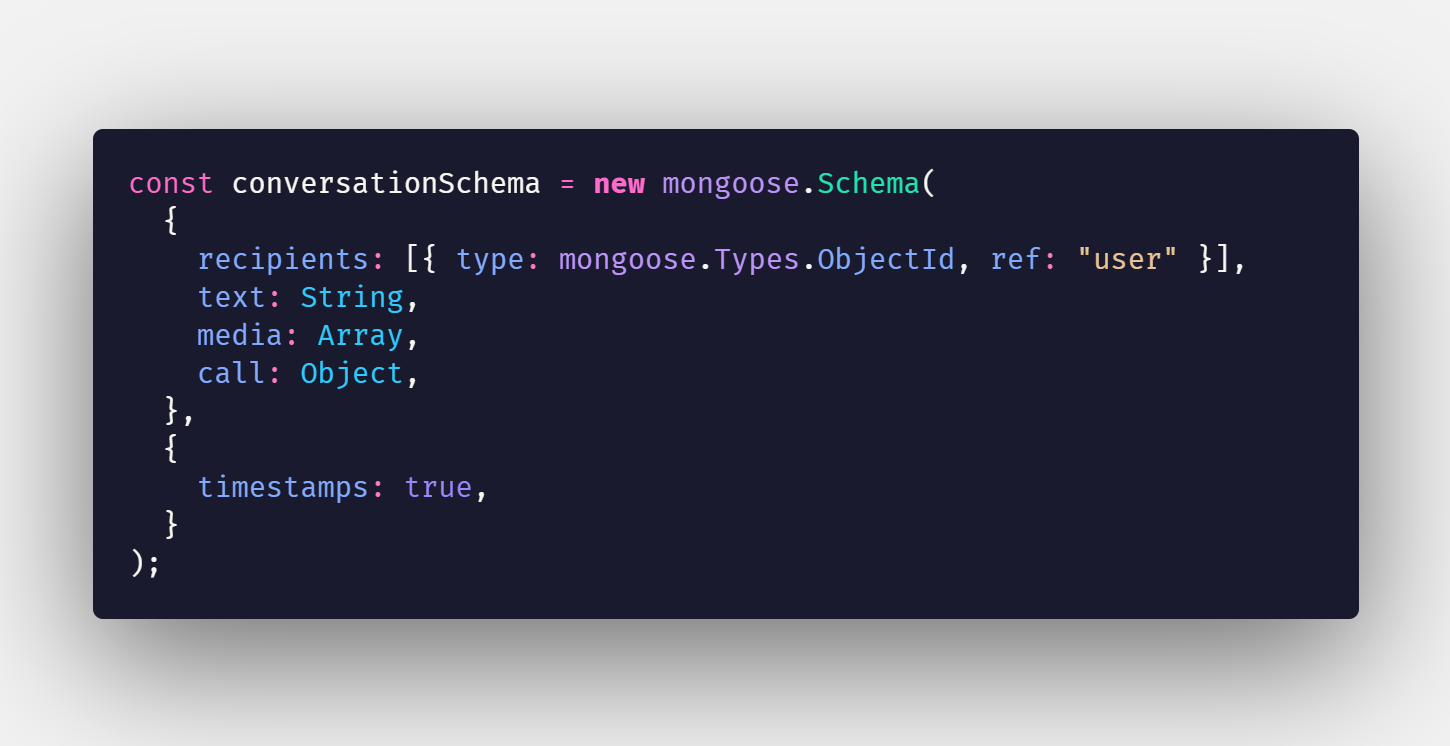 const conversationSchema = new mongoose.Schema(
  {
    recipients: [{ type: mongoose.Types.ObjectId, ref: "user" }],
    text: String,
    media: Array,
    call: Object,
  },
  {
    timestamps: true,
  }
);